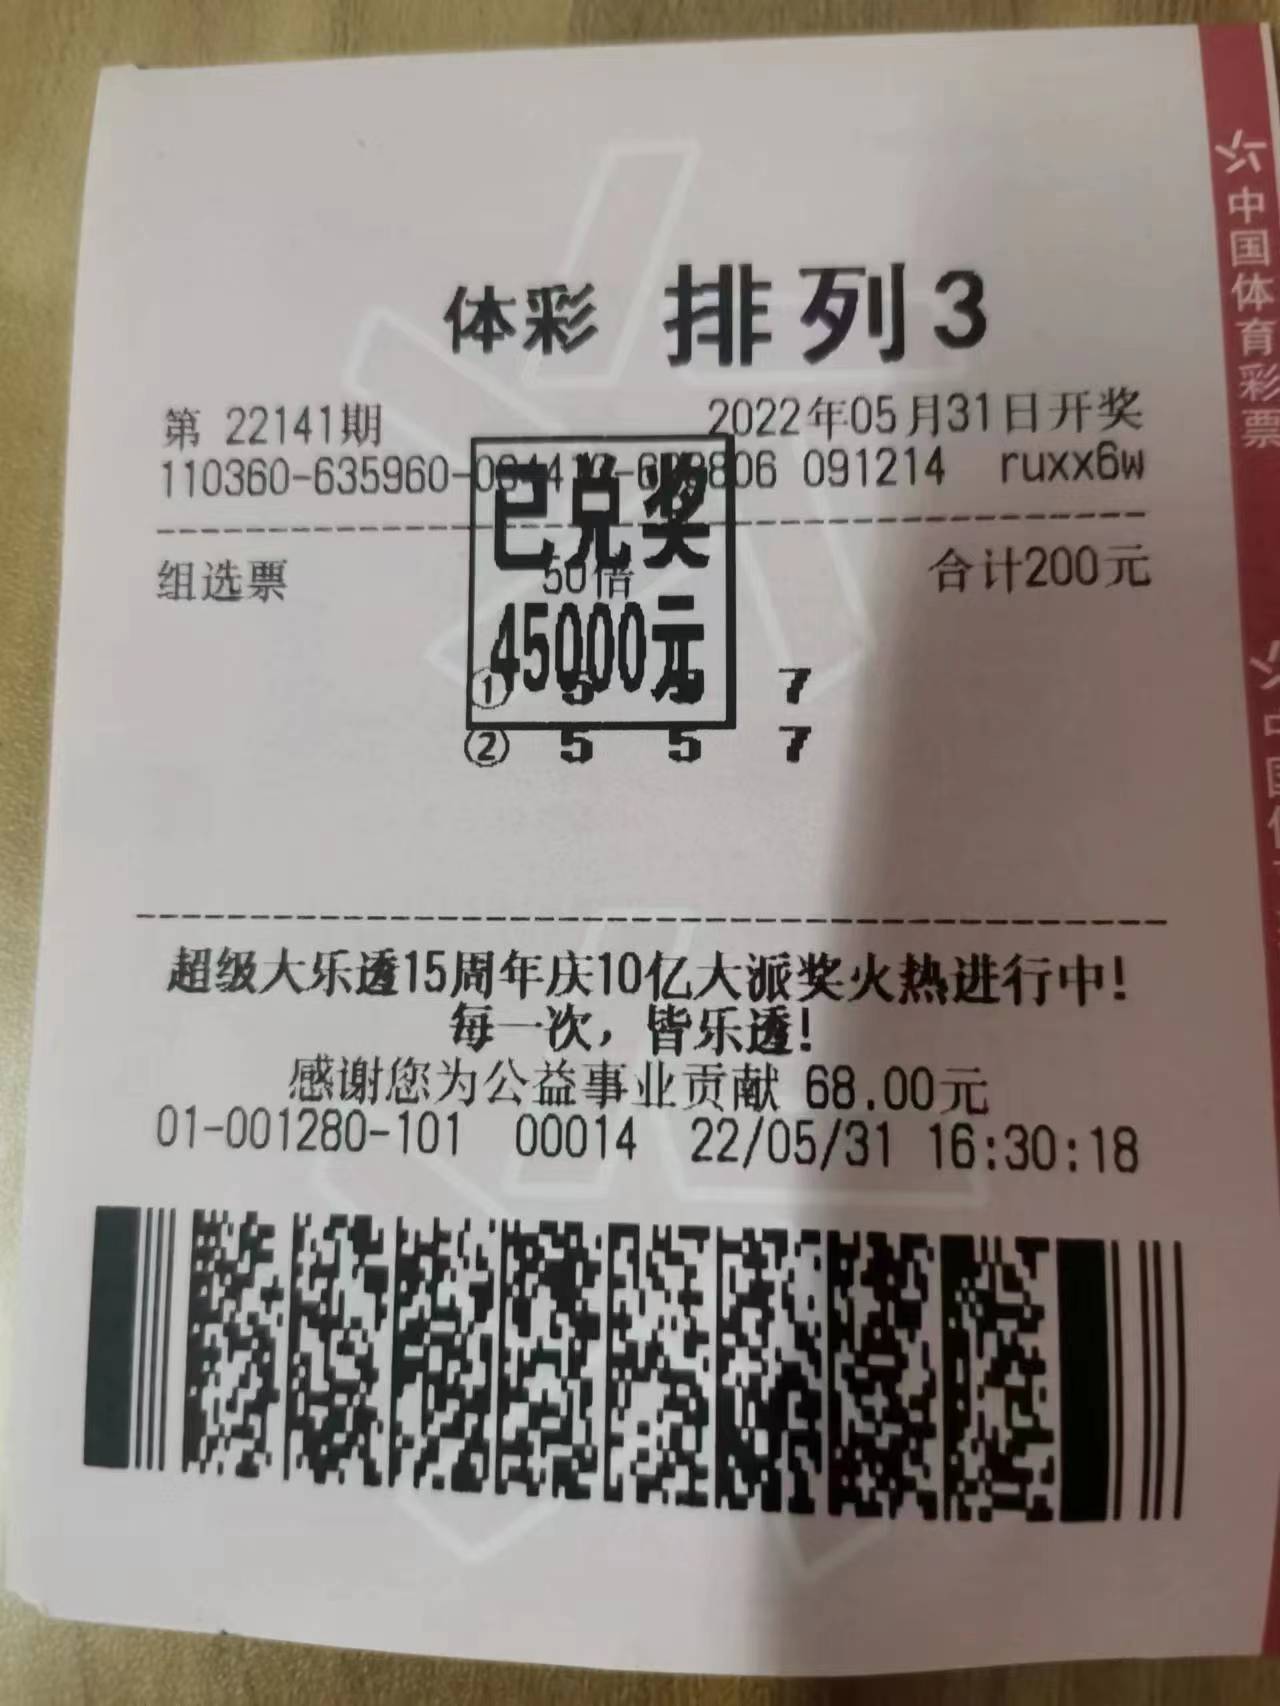 体彩 排列3
第 22141期 2022年05月31日开奖
110360-635960- 806 091214 ruxx6w
已兑奖
组选票 50倍 合计200元
45000元
① 5 7
② 5 5 7
超级大乐透15周年庆10亿大派奖火热进行中!
每一次，皆乐透!
感谢您为公益事业贡献 68.00元
01-001280-101 00014 22/05/31 16:30:18
中国体育彩票
中国体